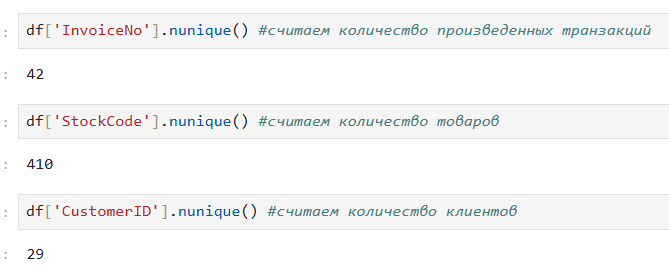 df['InvoiceNo'].nunique() #считаем количество произведенных транзакций
42
df['StockCode'].nunique() #считаем количество товаров
410
df['CustomerID'].nunique() #считаем количество клиентов
29